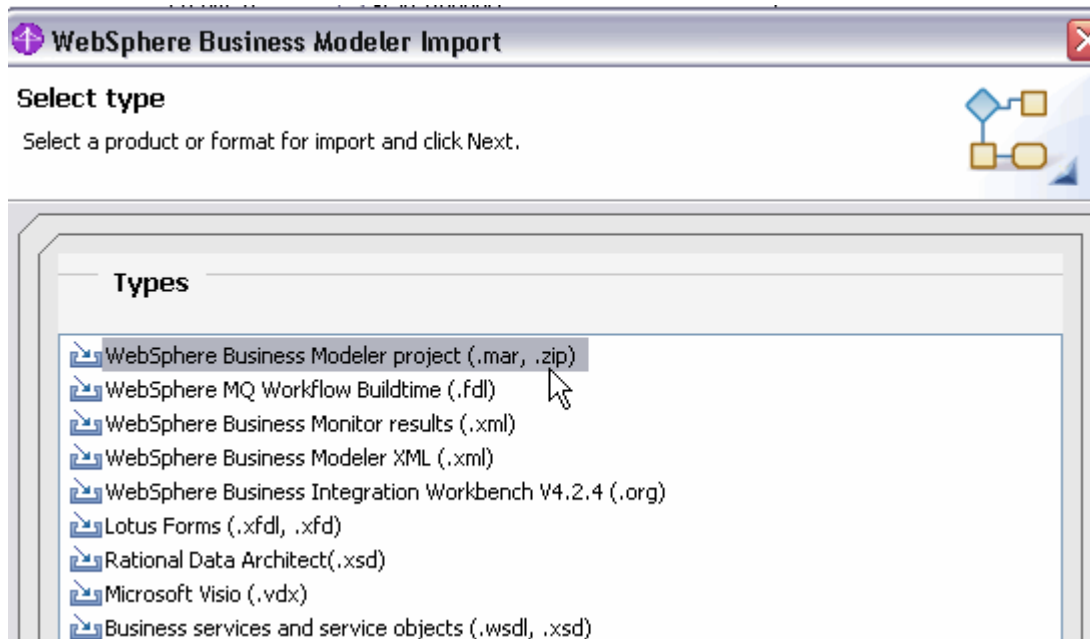 WebSphere Business Modeler Import
Select type
Select a product or format for import and click Next.
Types
WebSphere Business Modeler project (.mar, .zip)
WebSphere MQ Workflow Buildtime (.fdl)
WebSphere Business Monitor results (.xml)
WebSphere Business Modeler XML (.xml)
WebSphere Business Integration Workbench V4.2.4 (.org)
Lotus Forms (.xfdl, .xfd)
Rational Data Architect(.xsd)
Microsoft Visio (.vdx)
Business services and service objects (.wsdl, .xsd)